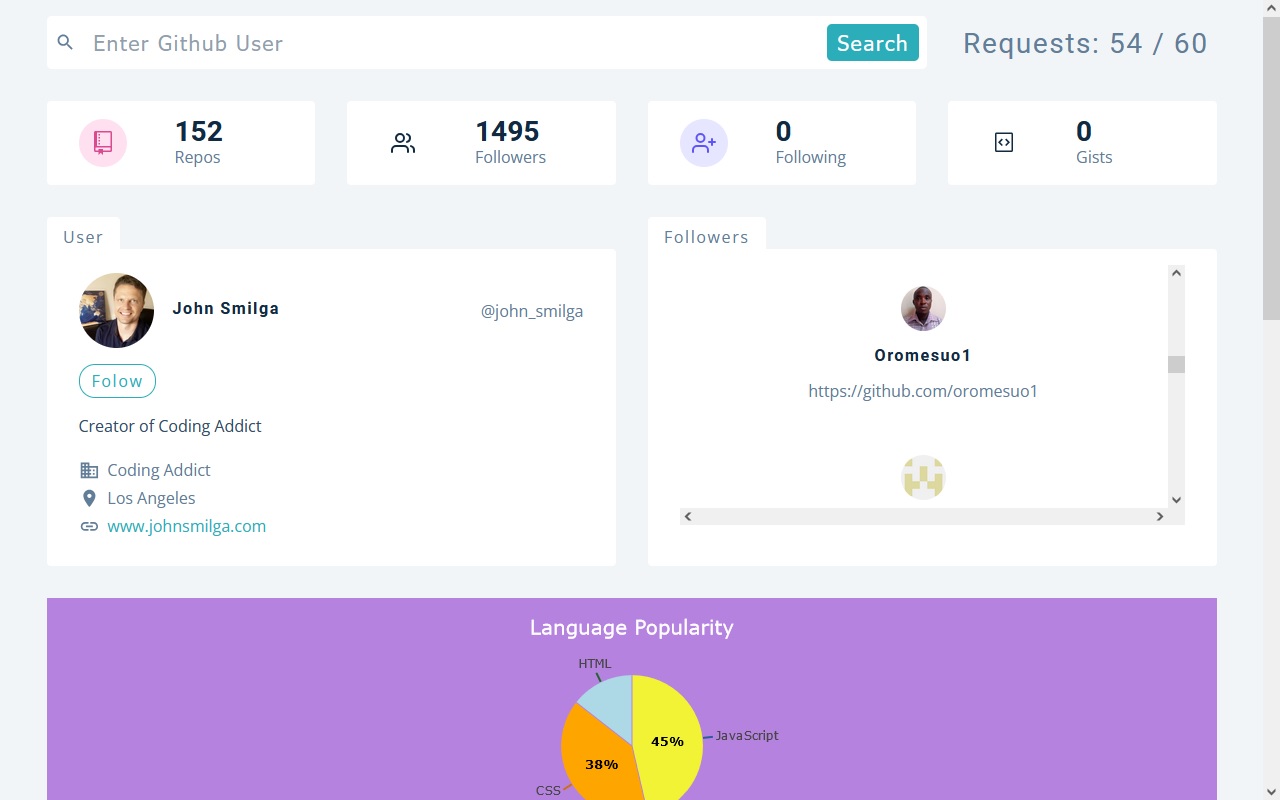 Enter Github User
Search
Requests: 54 / 60
152
Repos
1495
Followers
0
Following
0
Gists
User
John Smilga
@john_smilga
Folow
Creator of Coding Addict
Coding Addict
Los Angeles
www.johnsmilga.com
Followers
Oromesuo1
https://github.com/oromesuo1
Language Popularity
HTML
JavaScript
45%
38%
CSS